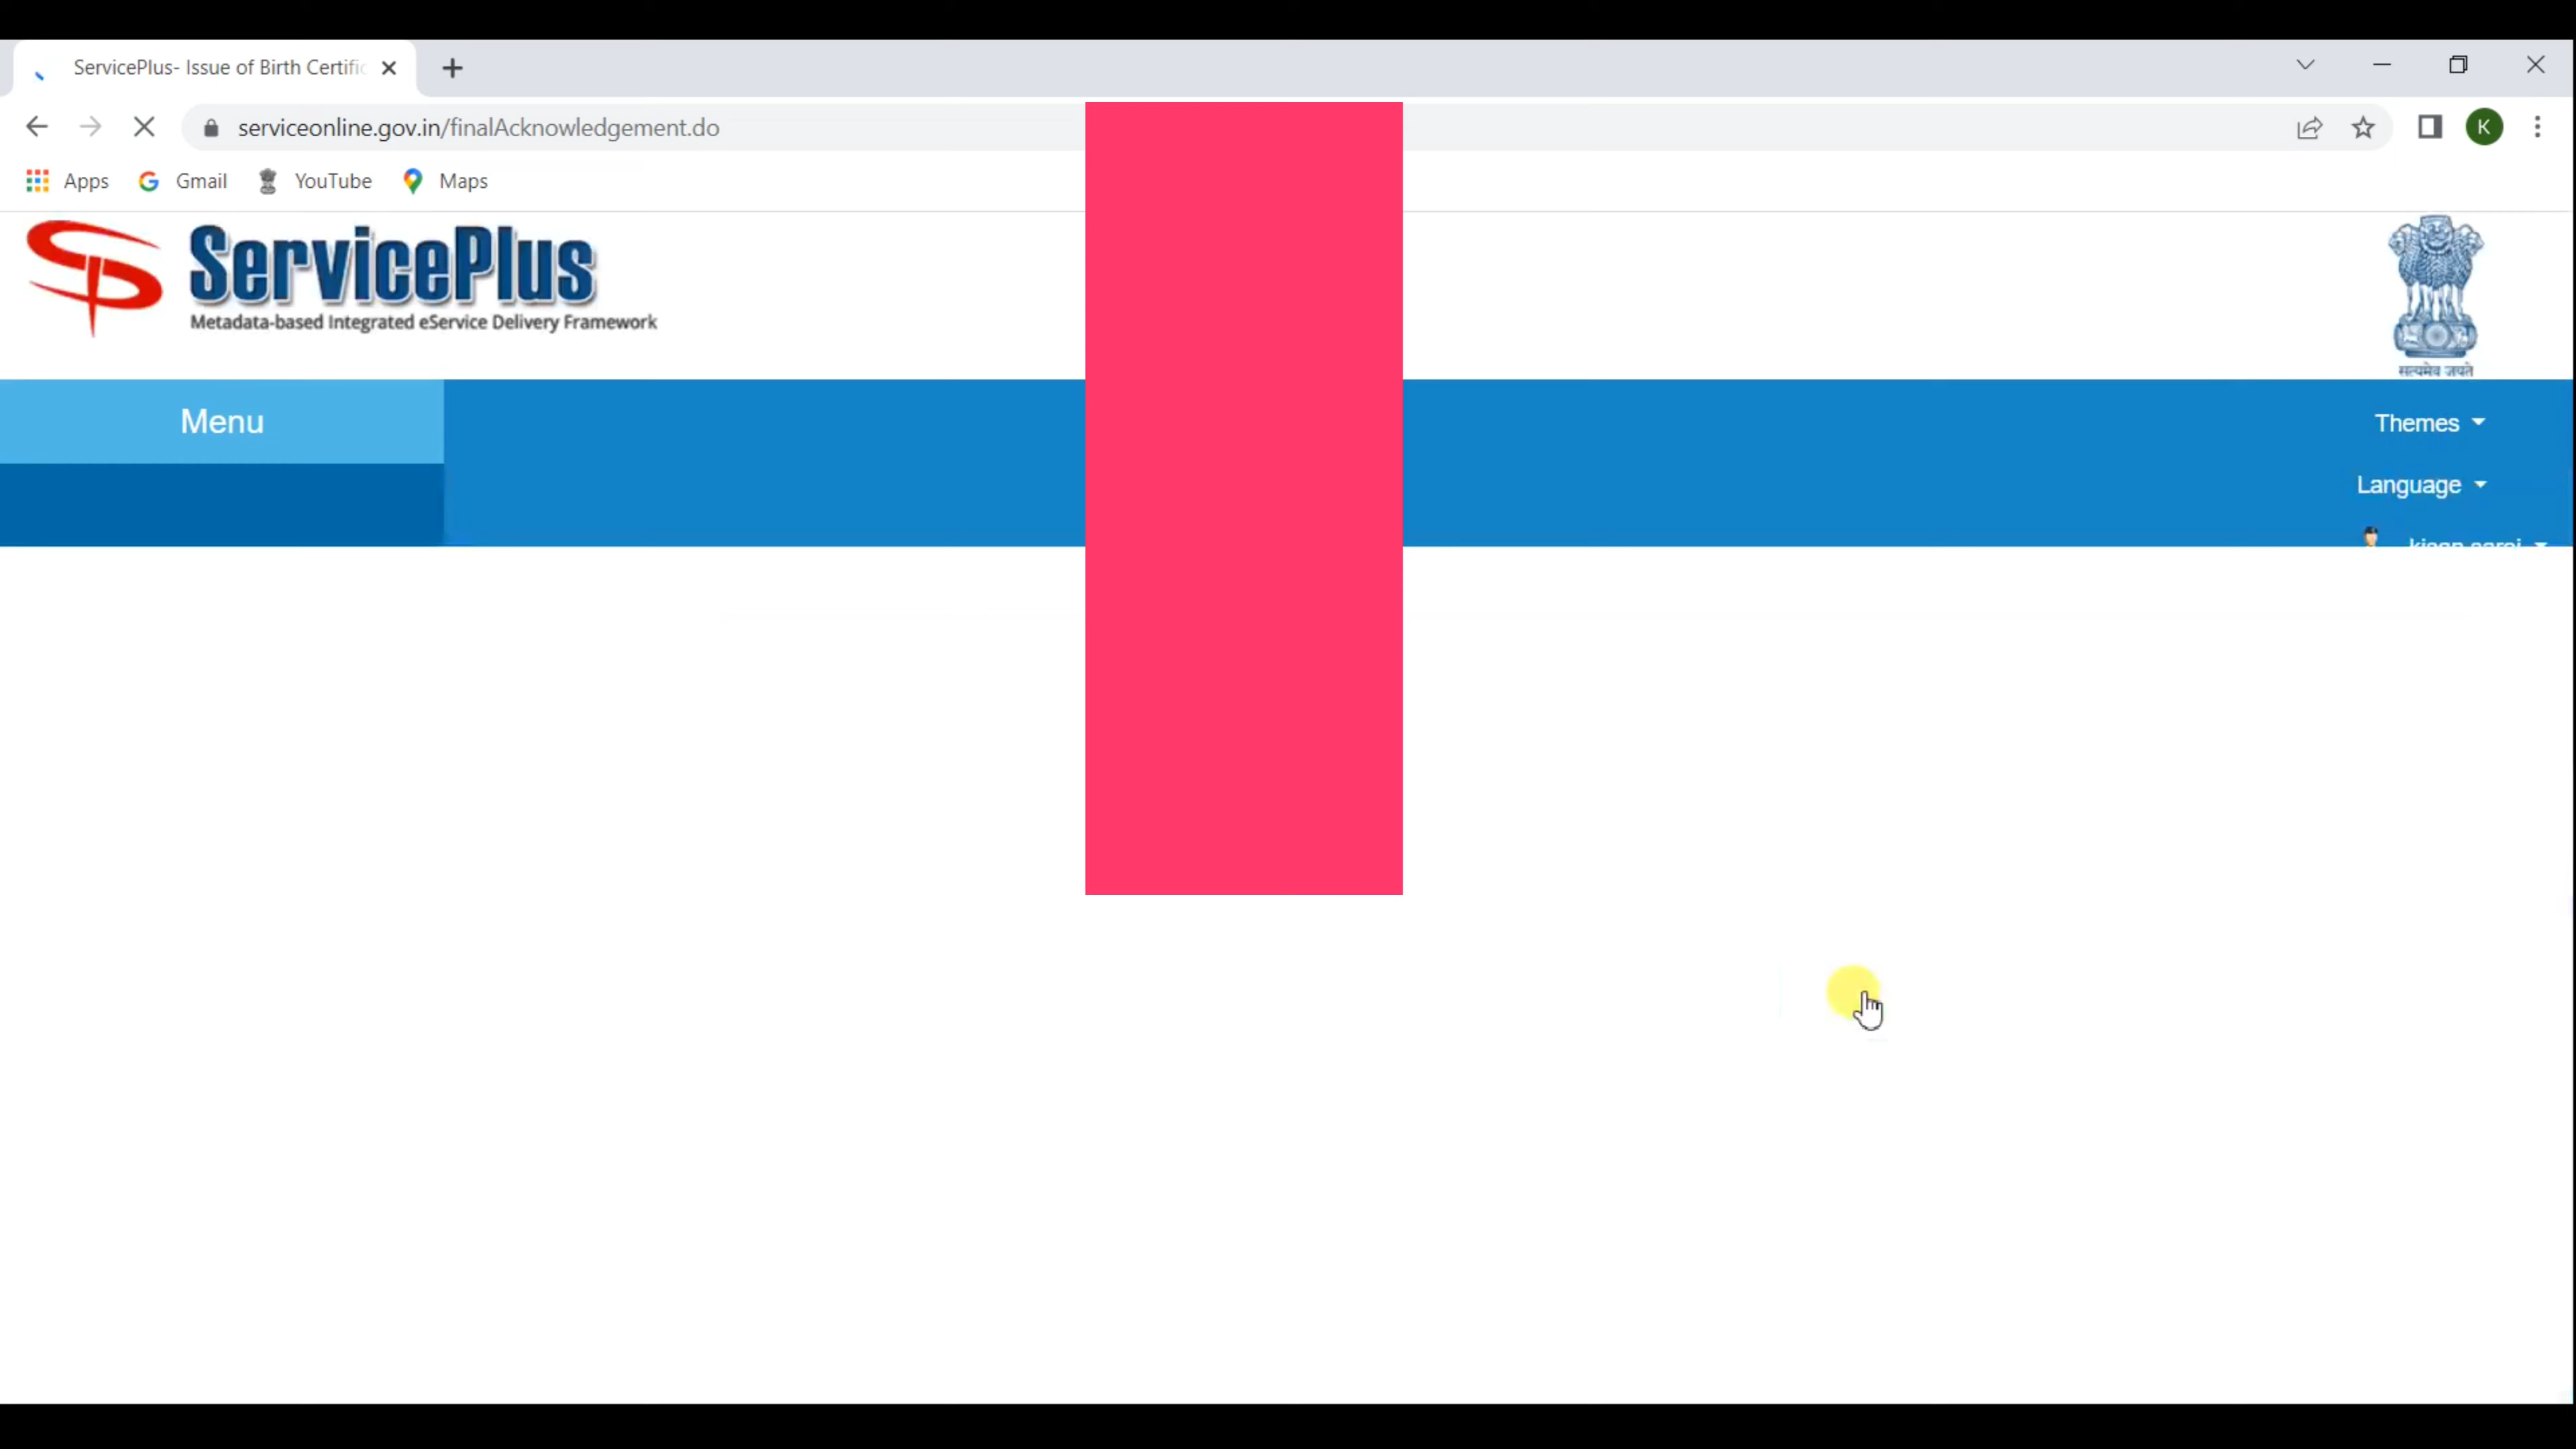 ServicePlus- Issue of Birth Certific
serviceonline.gov.in/finalAcknowledgement.do
K
Apps
Gmail
YouTube
Maps
ServicePlus
Metadata-based Integrated eService Delivery Framework
सत्यमेव जयते
Menu
Themes
Language